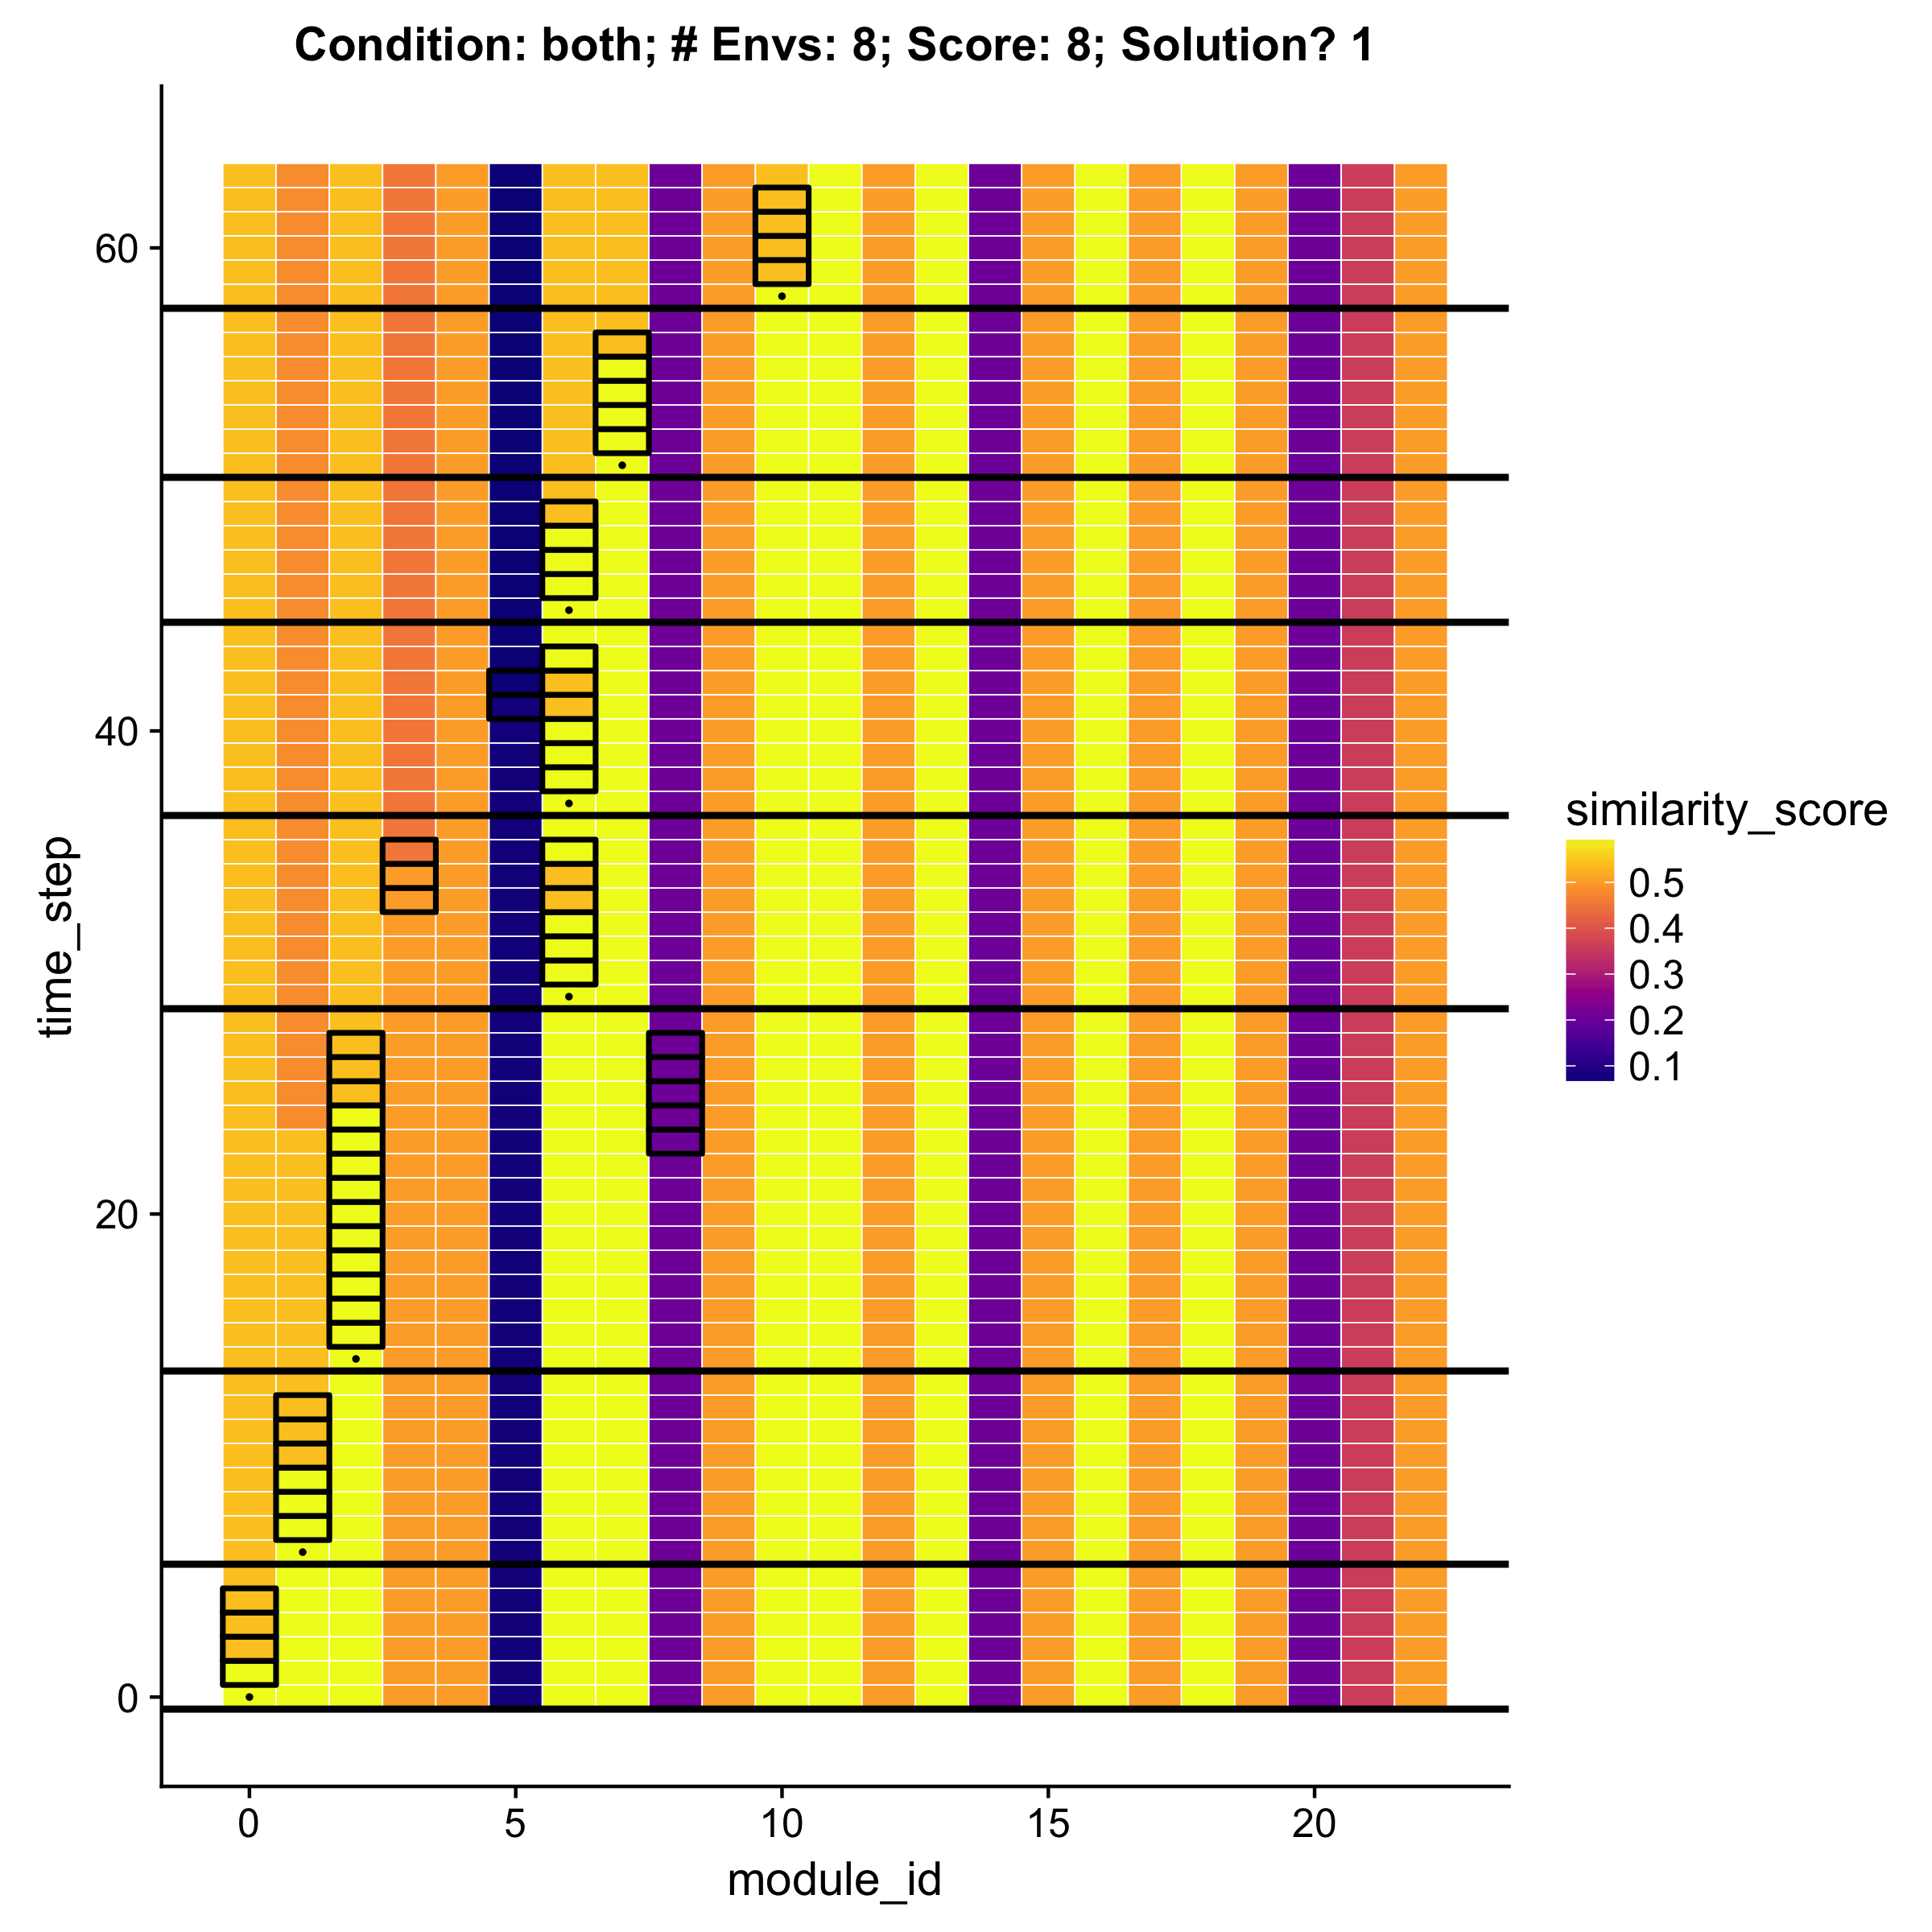 Condition: both; # Envs: 8; Score: 8; Solution? 1
time_step
60
40
20
0
0 5 10 15 20
module_id
similarity_score
0.5
0.4
0.3
0.2
0.1